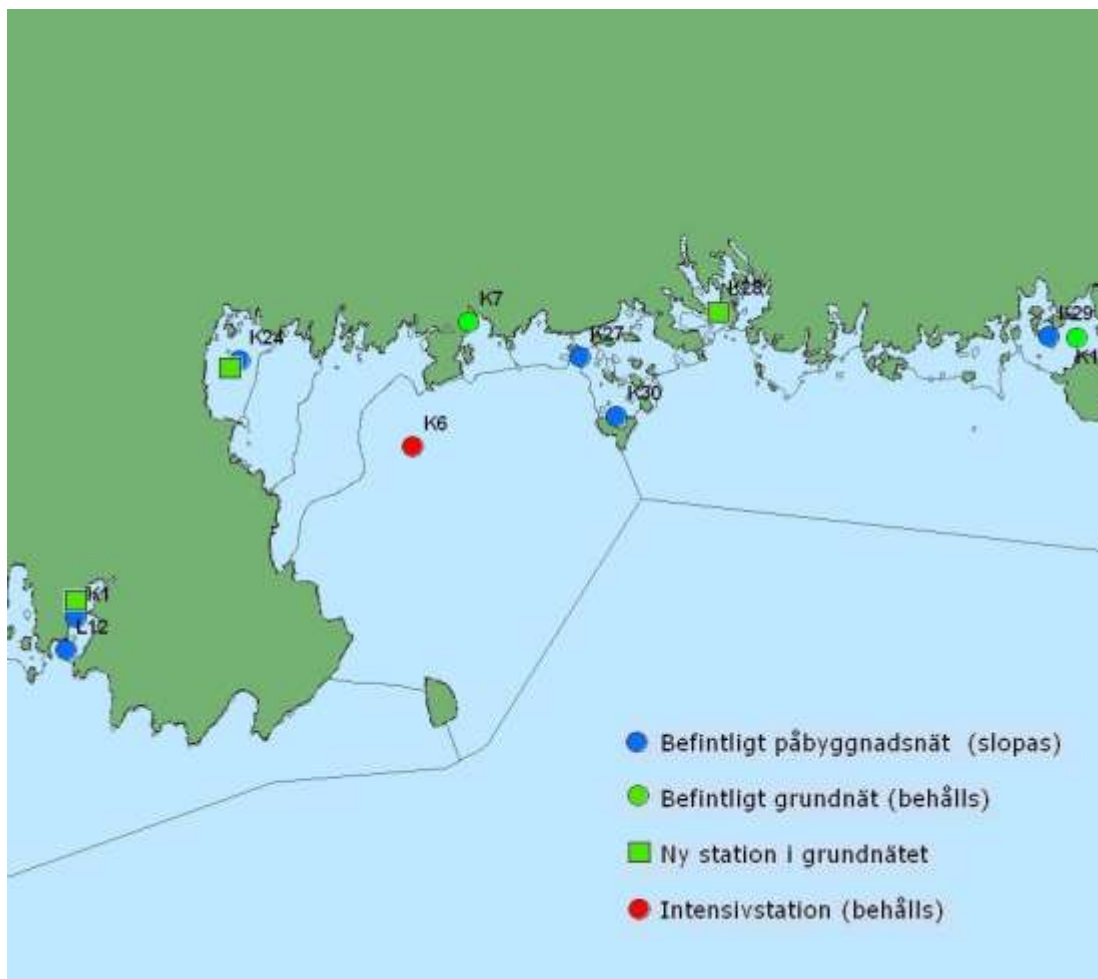 K28
K7
K29
K27
K24
K1
K30
K6
K1
L12
Befintligt påbyggnadsnät (slopas)
Befintligt grundnät (behålls)
Ny station i grundnätet
Intensivstation (behålls)